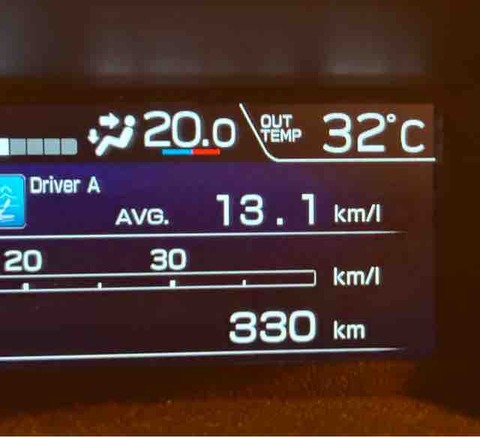 20.0 OUT TEMP 32°C
Driver A
AVG. 13.1 km/l
20 30
km/l
330 km